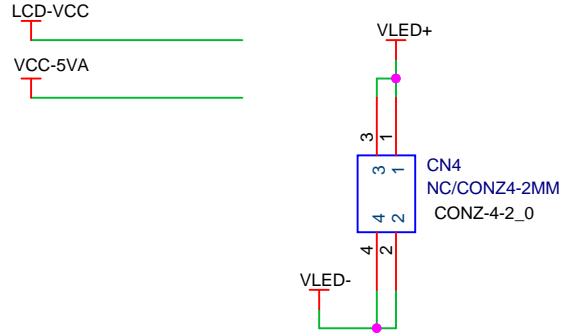 LCD-VCC
VLED+
VCC-5VA
3 1
CN4
3 1
NC/CONZ4-2MM
4 2
CONZ-4-2_0
4 2
VLED-